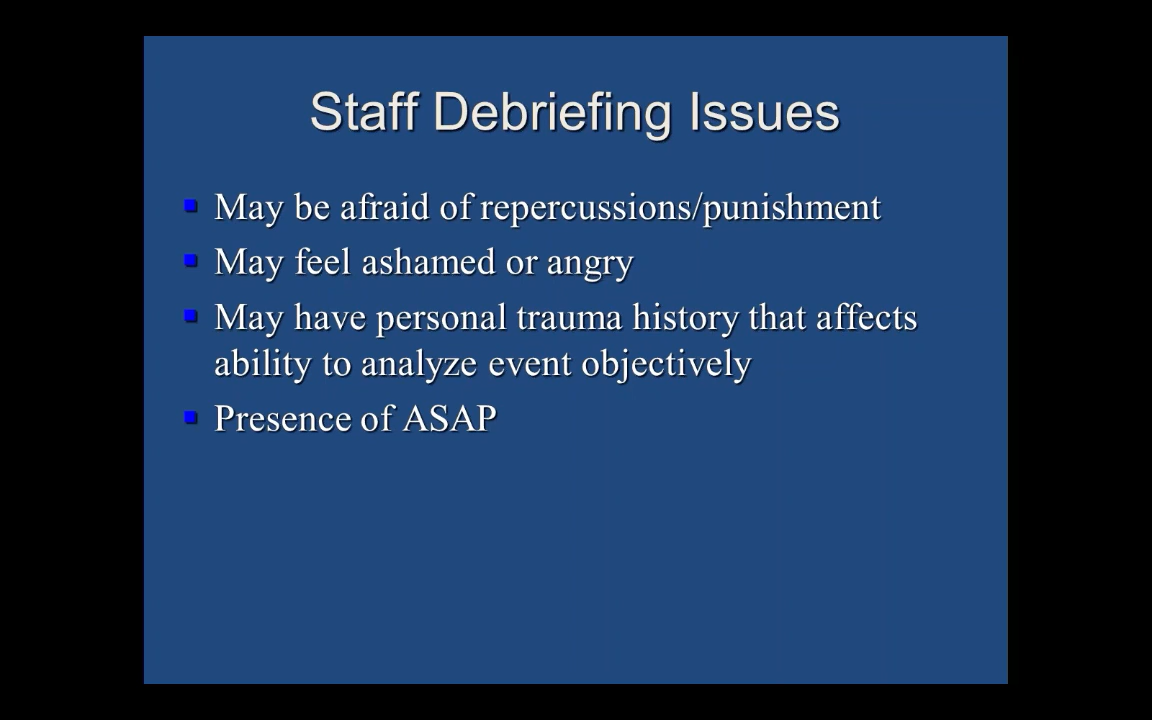 Staff Debriefing Issues
May be afraid of repercussions/punishment
May feel ashamed or angry
May have personal trauma history that affects
ability to analyze event objectively
Presence of ASAP